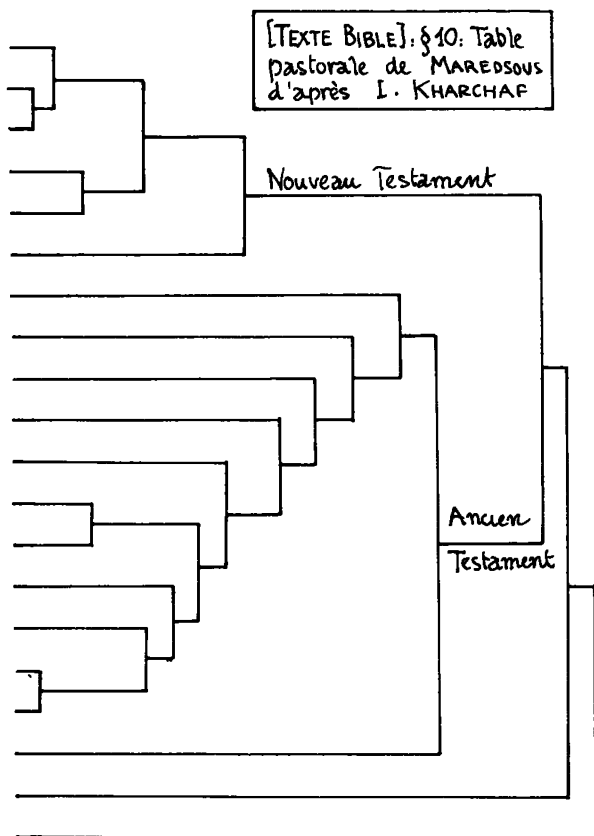 [TEXTE BIBLE]: §10: Table
pastorale de MAREDSOUS
d'après I. KHARCHAF
Nouveau Testament
Ancien
Testament